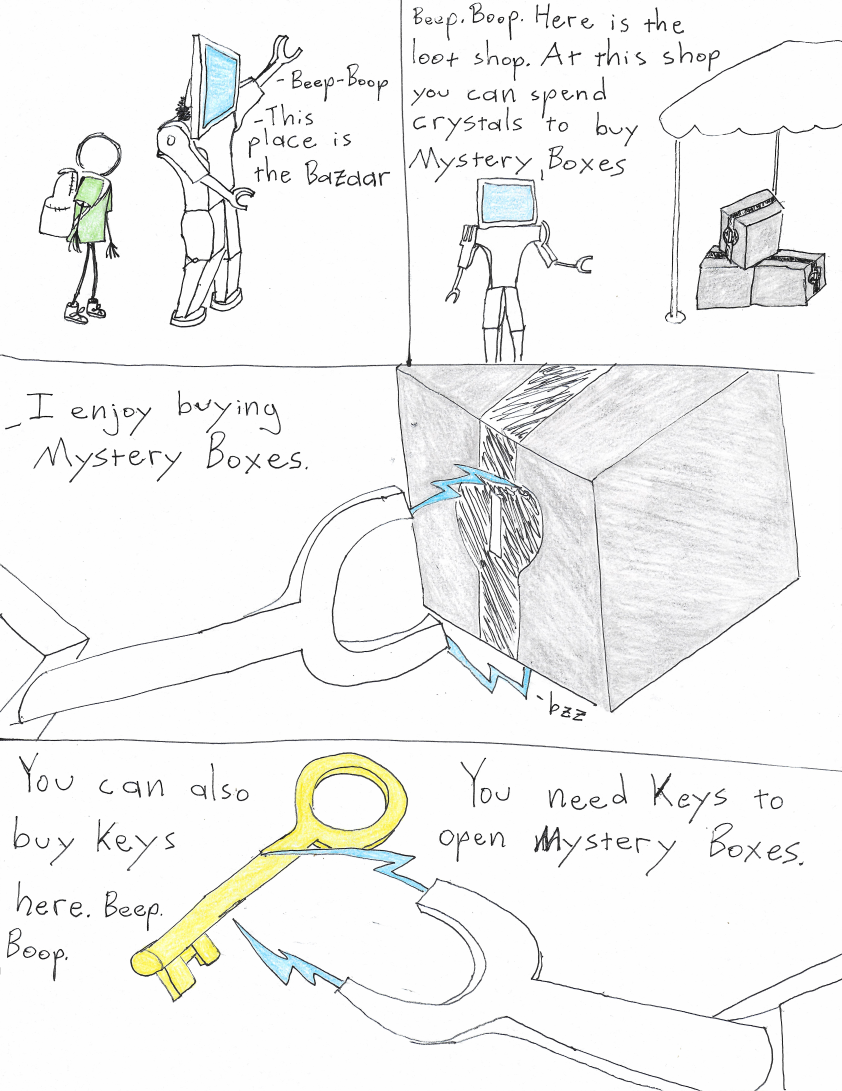 - Beep-Boop
- This
place is
the Bazaar
Beep. Boop. Here is the
loot shop. At this shop
you can spend
crystals to buy
Mystery Boxes
- I enjoy buying
Mystery Boxes.
- bzz
You can also
buy Keys
here. Beep.
Boop.
You need Keys to
open Mystery Boxes.